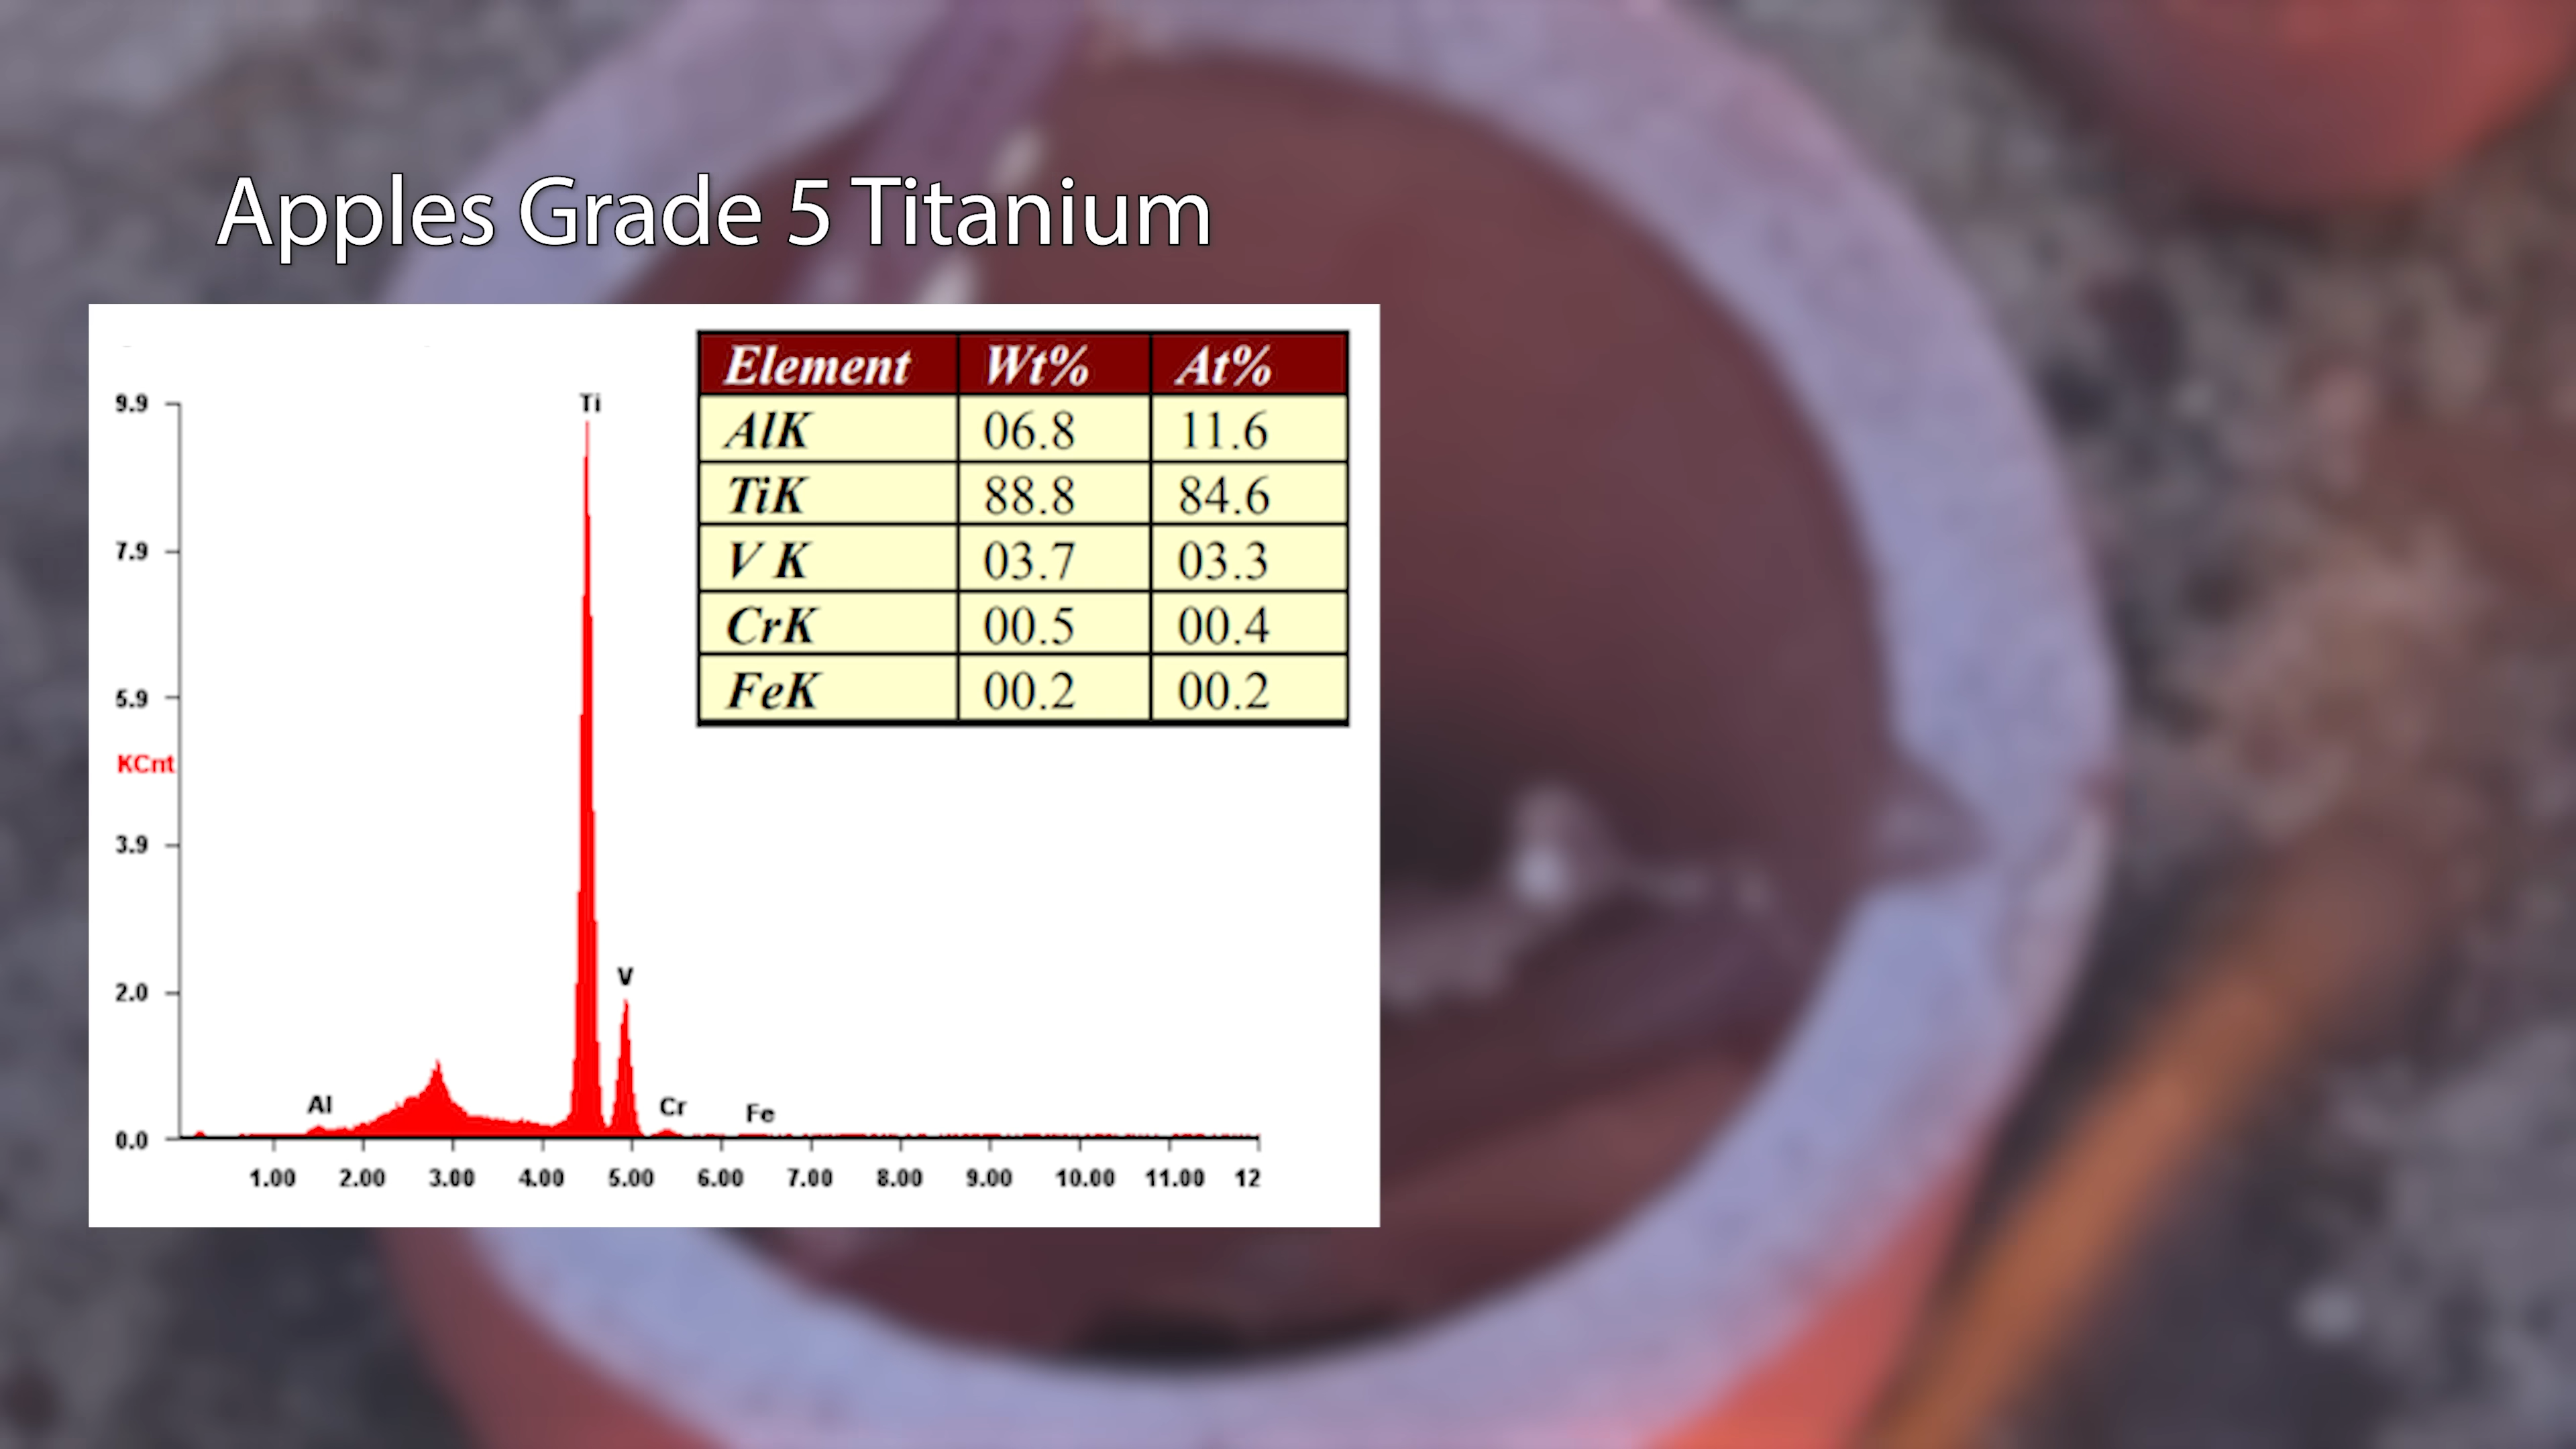 Apples Grade 5 Titanium
Element Wt% At%
AlK 06.8 11.6
TiK 88.8 84.6
V K 03.7 03.3
CrK 00.5 00.4
FeK 00.2 00.2
9.9
7.9
5.9
KCnt
3.9
2.0
0.0
Ti
V
Al
Cr
Fe
1.00 2.00 3.00 4.00 5.00 6.00 7.00 8.00 9.00 10.00 11.00 12